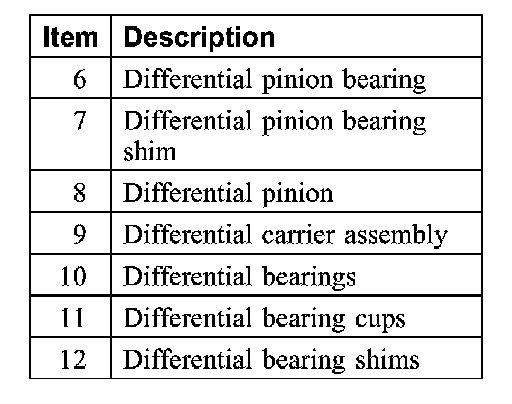 Item Description
6 Differential pinion bearing
7 Differential pinion bearing
shim
8 Differential pinion
9 Differential carrier assembly
10 Differential bearings
11 Differential bearing cups
12 Differential bearing shims